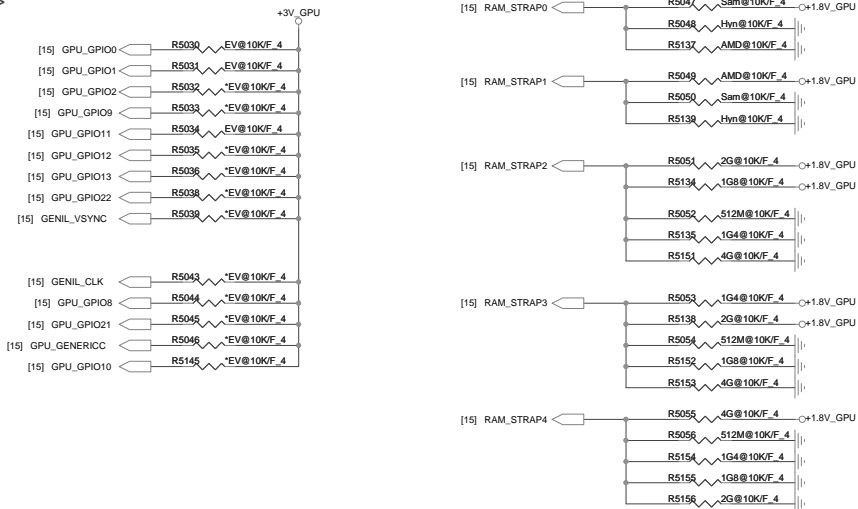 +3V_GPU
[15] GPU_GPIO0 R5030 EV@10K/F_4
[15] GPU_GPIO1 R5031 EV@10K/F_4
[15] GPU_GPIO2 R5032 *EV@10K/F_4
[15] GPU_GPIO9 R5033 *EV@10K/F_4
[15] GPU_GPIO11 R5034 EV@10K/F_4
[15] GPU_GPIO12 R5035 *EV@10K/F_4
[15] GPU_GPIO13 R5036 *EV@10K/F_4
[15] GPU_GPIO22 R5038 *EV@10K/F_4
[15] GENIL_VSYNC R5039 *EV@10K/F_4
[15] GENIL_CLK R5043 *EV@10K/F_4
[15] GPU_GPIO8 R5044 *EV@10K/F_4
[15] GPU_GPIO21 R5045 *EV@10K/F_4
[15] GPU_GENERICC R5046 *EV@10K/F_4
[15] GPU_GPIO10 R5145 *EV@10K/F_4
[15] RAM_STRAP0 R5047 Sam@10K/F_4 +1.8V_GPU
R5048 Hyn@10K/F_4
R5137 AMD@10K/F_4
[15] RAM_STRAP1 R5049 AMD@10K/F_4 +1.8V_GPU
R5050 Sam@10K/F_4
R5139 Hyn@10K/F_4
[15] RAM_STRAP2 R5051 2G@10K/F_4 +1.8V_GPU
R5134 1G8@10K/F_4 +1.8V_GPU
R5052 512M@10K/F_4
R5135 1G4@10K/F_4
R5151 4G@10K/F_4
[15] RAM_STRAP3 R5053 1G4@10K/F_4 +1.8V_GPU
R5138 2G@10K/F_4 +1.8V_GPU
R5054 512M@10K/F_4
R5152 1G8@10K/F_4
R5153 4G@10K/F_4
[15] RAM_STRAP4 R5055 4G@10K/F_4 +1.8V_GPU
R5056 512M@10K/F_4
R5154 1G4@10K/F_4
R5155 1G8@10K/F_4
R5156 2G@10K/F_4